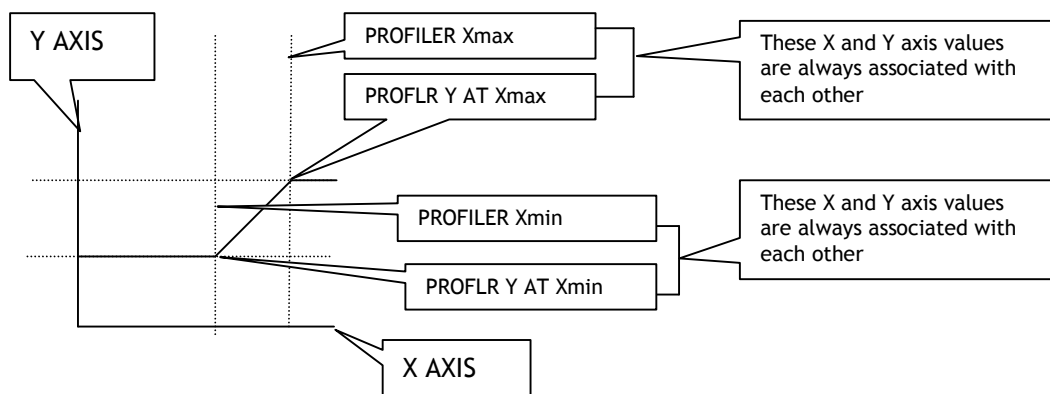 Y AXIS
PROFILER Xmax
PROFLR Y AT Xmax
These X and Y axis values
are always associated with
each other
PROFILER Xmin
PROFLR Y AT Xmin
These X and Y axis values
are always associated with
each other
X AXIS